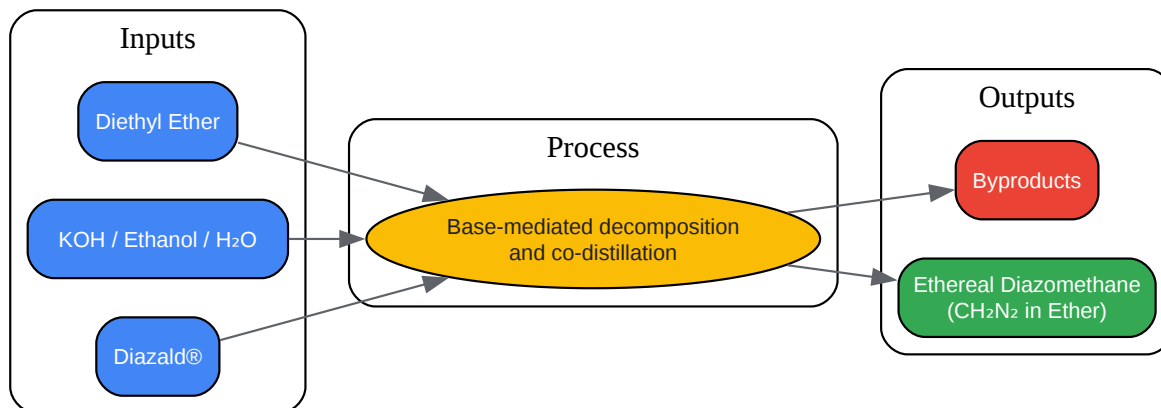 Inputs
Diethyl Ether
KOH / Ethanol / H₂O
Diazald®
Process
Base-mediated decomposition
and co-distillation
Outputs
Byproducts
Ethereal Diazomethane
(CH₂N₂ in Ether)